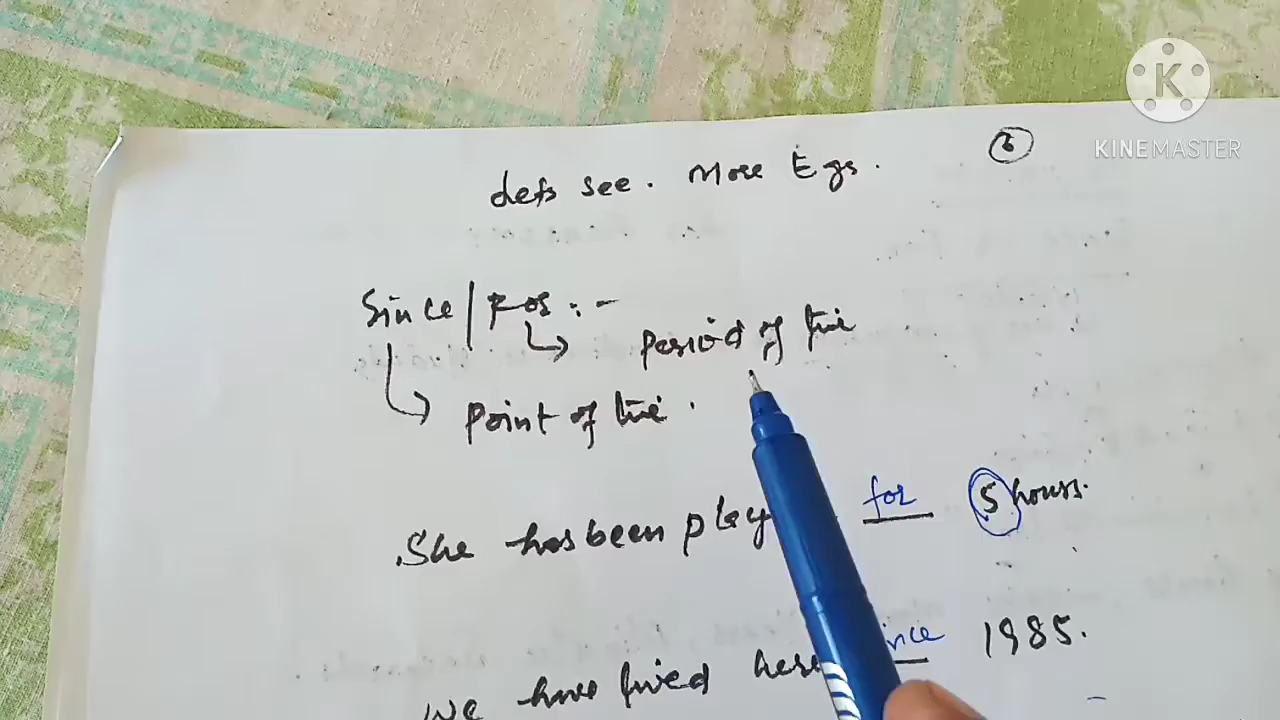 K
KINEMASTER
6
Lets see. More Egs.
Since / For :-
Period of time
Point of time.
She has been play for 5 hours.
We have lived here since 1985.